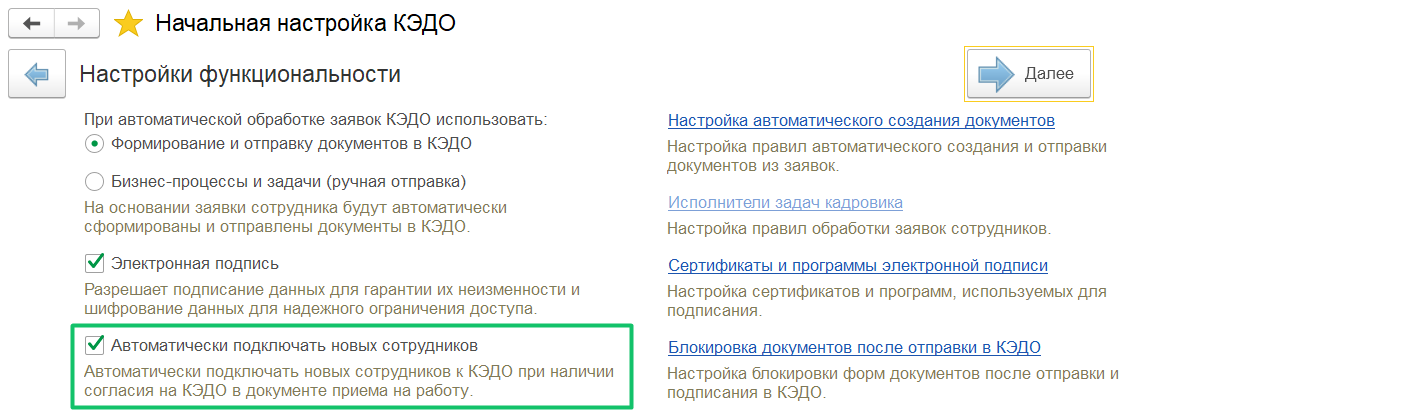 Начальная настройка КЭДО
Настройки функциональности
Далее
При автоматической обработке заявок КЭДО использовать:
Формирование и отправку документов в КЭДО
Бизнес-процессы и задачи (ручная отправка)
На основании заявки сотрудника будут автоматически
сформированы и отправлены документы в КЭДО.
Электронная подпись
Разрешает подписание данных для гарантии их неизменности и
шифрование данных для надежного ограничения доступа.
Автоматически подключать новых сотрудников
Автоматически подключать новых сотрудников к КЭДО при наличии
согласия на КЭДО в документе приема на работу.
Настройка автоматического создания документов
Настройка правил автоматического создания и отправки
документов из заявок.
Исполнители задач кадровика
Настройка правил обработки заявок сотрудников.
Сертификаты и программы электронной подписи
Настройка сертификатов и программ, используемых для
подписания.
Блокировка документов после отправки в КЭДО
Настройка блокировки форм документов после отправки и
подписания в КЭДО.